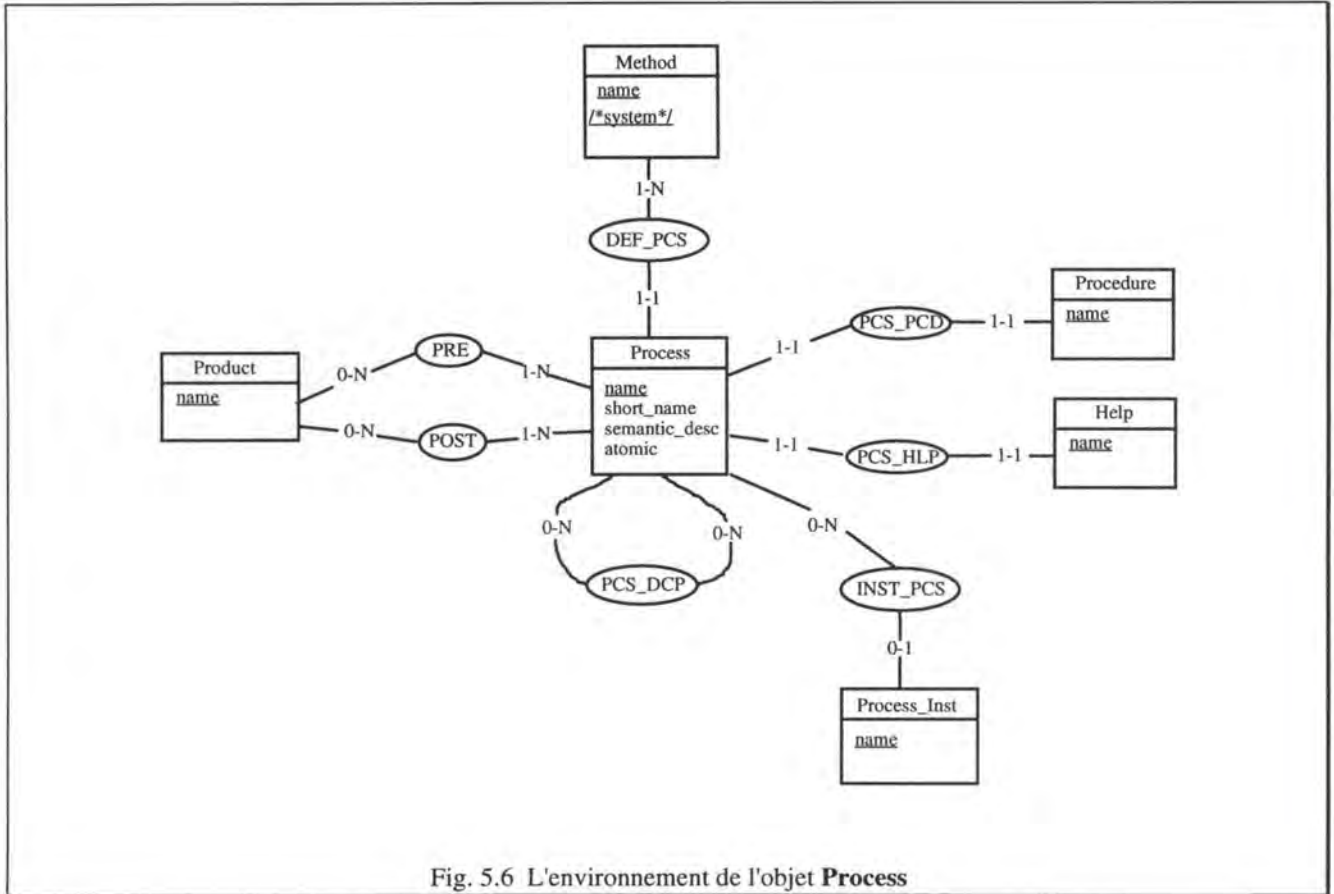 Method
name
/*system*/
1-N
DEF_PCS
1-1
Procedure
name
PCS_PCD
1-1
1-1
Product
name
0-N
PRE
1-N
0-N
POST
1-N
Process
name
short_name
semantic_desc
atomic
Help
name
1-1
PCS_HLP
1-1
0-N
0-N
PCS_DCP
0-N
INST_PCS
0-1
Process_Inst
name
Fig. 5.6 L'environnement de l'objet Process